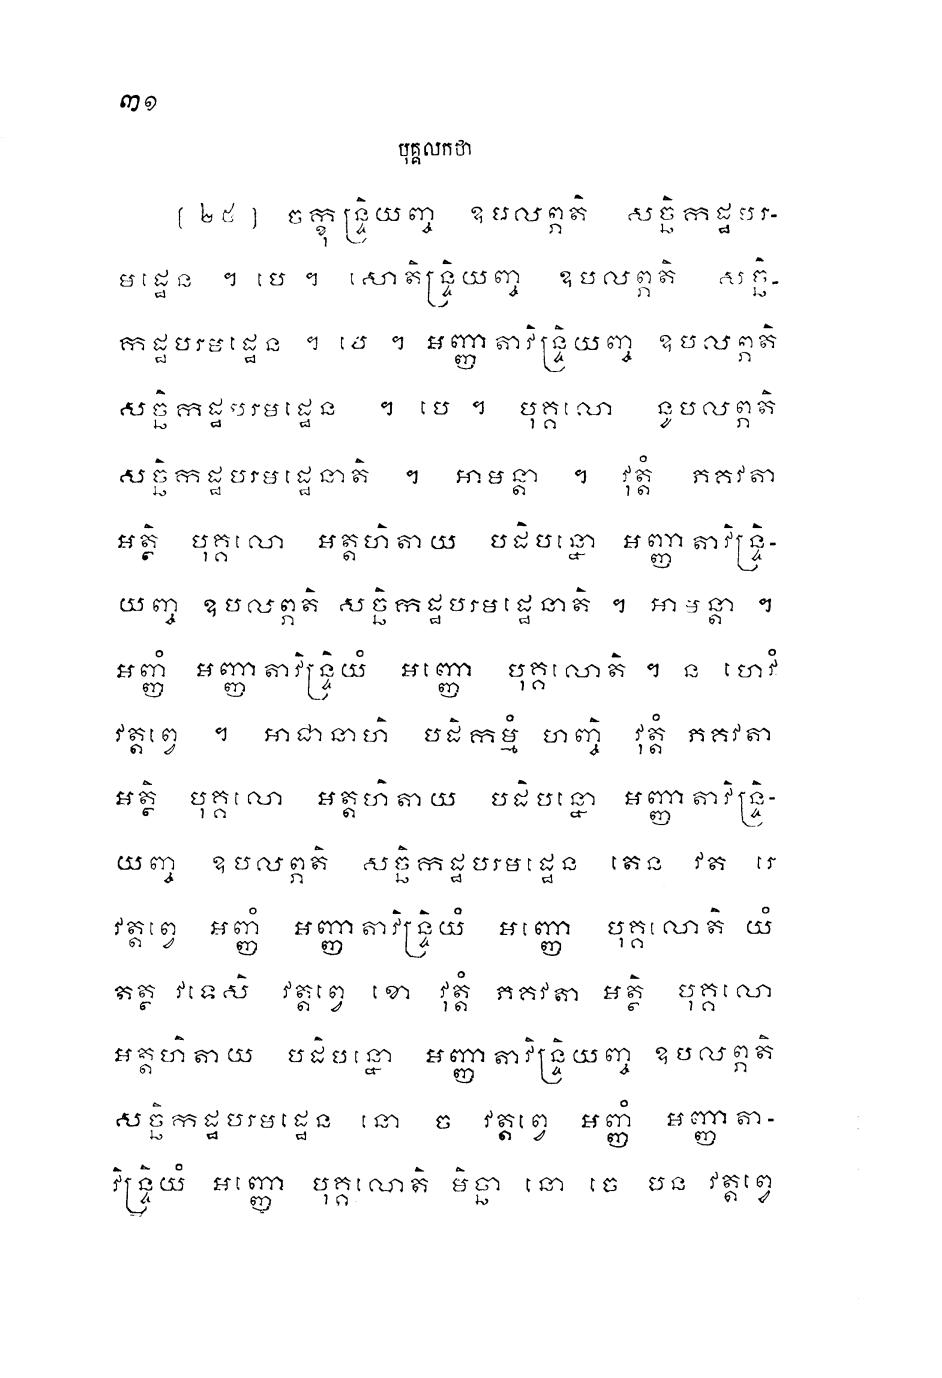 ៣១
បុគ្គលកថា
[២៥] ចក្ខុន្ទ្រិយញ្ច ឧបលព្ភតិ សច្ឆិកដ្ឋបរ-
មដ្ឋេន ។ បេ ។ សោតិន្ទ្រិយញ្ច ឧបលព្ភតិ សច្ឆិ-
កដ្ឋបរមដ្ឋេន ។ បេ ។ អញ្ញាតាវិន្ទ្រិយញ្ច ឧបលព្ភតិ
សច្ឆិកដ្ឋបរមដ្ឋេន ។ បេ ។ បុគ្គលោ នូបលព្ភតិ
សច្ឆិកដ្ឋបរមដ្ឋេនាតិ ។ អាមន្តា ។ វុត្តំ ភគវតា
អត្ថិ បុគ្គលោ អត្តហិតាយ បដិបន្នោ អញ្ញាតាវិន្ទ្រិ-
យញ្ច ឧបលព្ភតិ សច្ឆិកដ្ឋបរមដ្ឋេនាតិ ។ អាមន្តា ។
អញ្ញំ អញ្ញាតាវិន្ទ្រិយំ អញ្ញោ បុគ្គលោតិ ។ ន ហេវំ
វត្តព្វេ ។ អាជានាហិ បដិកម្មំ ហញ្ចិ វុត្តំ ភគវតា
អត្ថិ បុគ្គលោ អត្តហិតាយ បដិបន្នោ អញ្ញាតាវិន្ទ្រិ-
យញ្ច ឧបលព្ភតិ សច្ឆិកដ្ឋបរមដ្ឋេន តេន វត រេ
វត្តព្វេ អញ្ញំ អញ្ញាតាវិន្ទ្រិយំ អញ្ញោ បុគ្គលោតិ យំ
តត្ថ វទេសិ វត្តព្វេ ខោ វុត្តំ ភគវតា អត្ថិ បុគ្គលោ
អត្តហិតាយ បដិបន្នោ អញ្ញាតាវិន្ទ្រិយញ្ច ឧបលព្ភតិ
សច្ឆិកដ្ឋបរមដ្ឋេន នោ ច វត្តព្វេ អញ្ញំ អញ្ញាតា-
វិន្ទ្រិយំ អញ្ញោ បុគ្គលោតិ មិច្ឆា នោ ចេ បន វត្តព្វេ